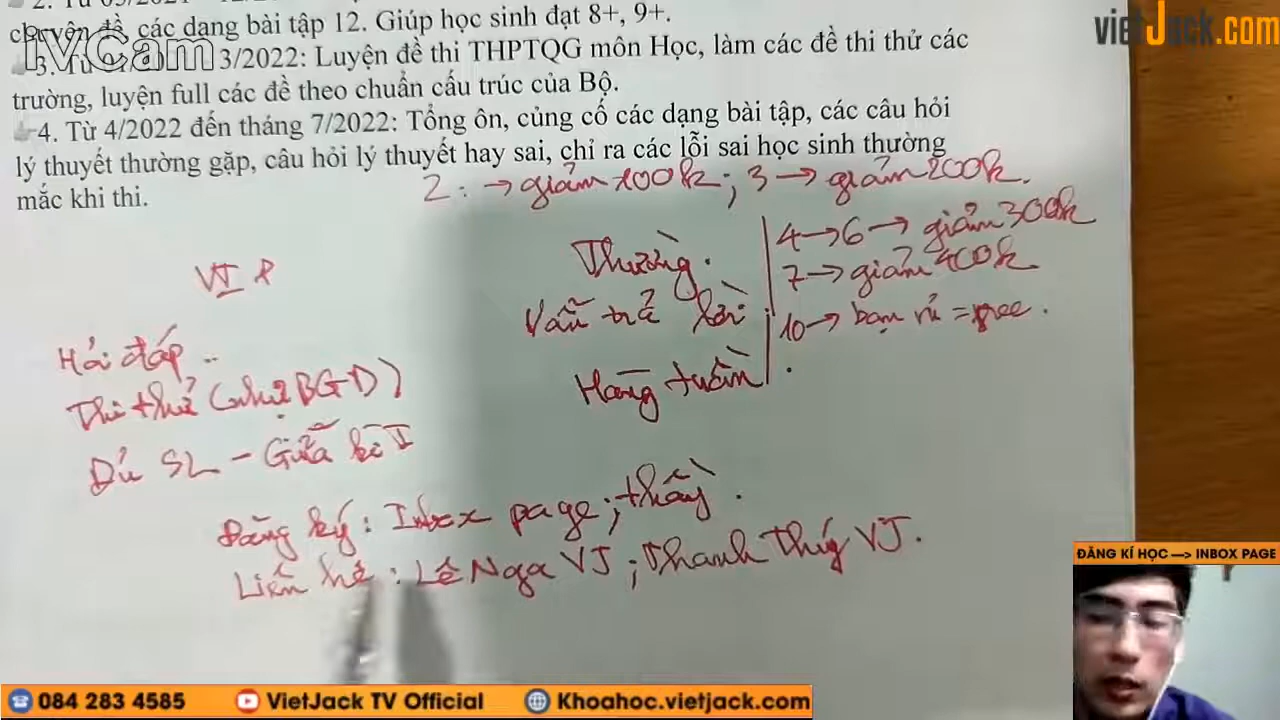 chuyên đề, các dạng bài tập 12. Giúp học sinh đạt 8+, 9+.
vietJack.com
iVCam
3/2022: Luyện đề thi THPTQG môn Học, làm các đề thi thử các
trường, luyện full các đề theo chuẩn cấu trúc của Bộ.
4. Từ 4/2022 đến tháng 7/2022: Tổng ôn, củng cố các dạng bài tập, các câu hỏi
lý thuyết thường gặp, câu hỏi lý thuyết hay sai, chỉ ra các lỗi sai học sinh thường
mắc khi thi.
2: → giảm 100k; 3 → giảm 200k.
4 → 6 → giảm 300k
7 → giảm 400k
10 → bạn rủ = free.
Thường.
Vấn trả lời
Hàng tuần
Hỏi đáp ..
Thi thử (như BGD)
Đủ SL - Giữa kì I
Đăng ký: Inbox page; thầy.
Liên hệ: Lê Nga VJ; Thanh Thúy VJ.
ĐĂNG KÍ HỌC —> INBOX PAGE
084 283 4585
VietJack TV Official
Khoahoc.vietjack.com